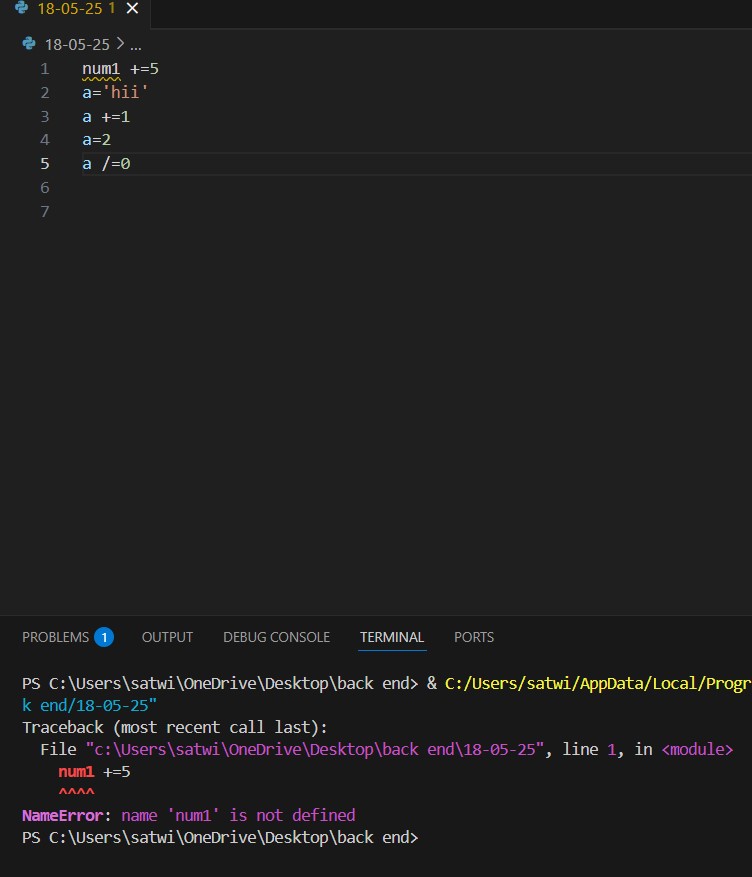 18-05-25 1 ✕
18-05-25 > ...
1 num1 +=5
2 a='hii'
3 a +=1
4 a=2
5 a /=0
6
7
PROBLEMS 1 OUTPUT DEBUG CONSOLE TERMINAL PORTS
PS C:\Users\satwi\OneDrive\Desktop\back end> & C:/Users/satwi/AppData/Local/Progr
k end/18-05-25"
Traceback (most recent call last):
File "c:\Users\satwi\OneDrive\Desktop\back end\18-05-25", line 1, in <module>
num1 +=5
^^^^
NameError: name 'num1' is not defined
PS C:\Users\satwi\OneDrive\Desktop\back end>